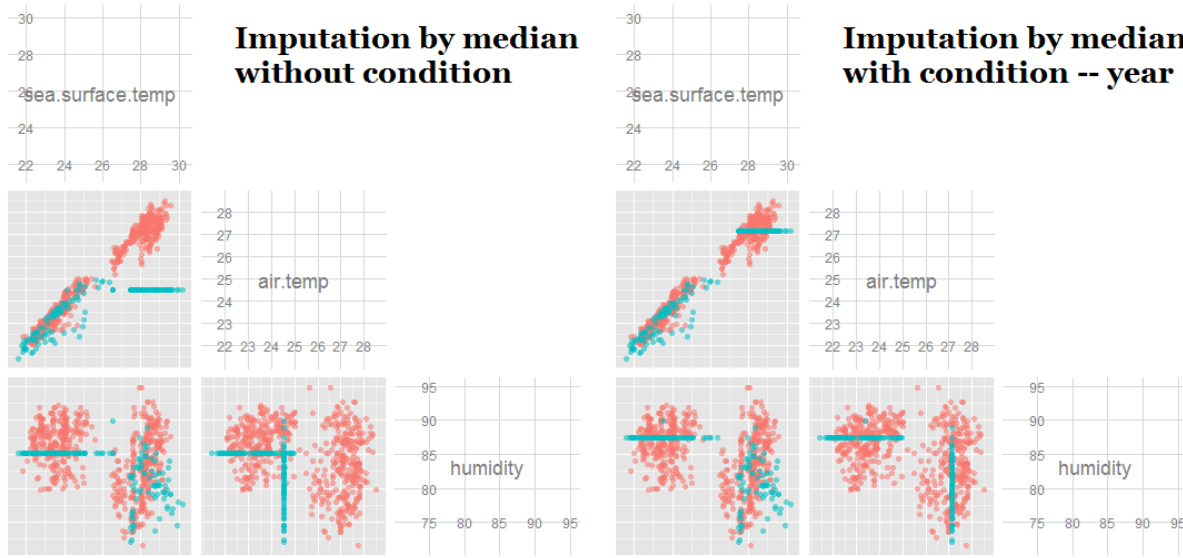 30
28
26
24
22
sea.surface.temp
22 24 26 28 30
Imputation by median
without condition
28
27
26
25
24
23
air.temp
22 23 24 25 26 27 28
95
90
85
80
humidity
75 80 85 90 95
30
28
26
24
22
sea.surface.temp
22 24 26 28 30
Imputation by median
with condition -- year
28
27
26
25
24
23
air.temp
22 23 24 25 26 27 28
95
90
85
80
humidity
75 80 85 90 95